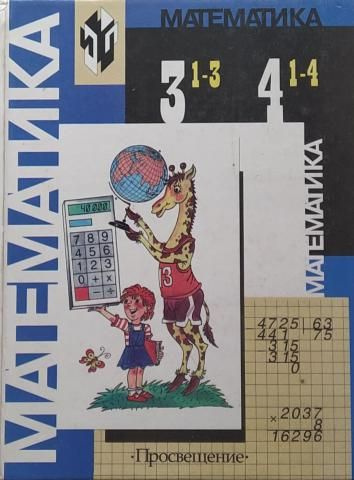 МАТЕМАТИКА
МАТЕМАТИКА
3 1-3 4 1-4
МАТЕМАТИКА
40000.
7 8 9
4 5 6
1 2 3
0 + ×
− ÷
3
4725 63
441 75
315
315
0
× 2037
8
16296
·Просвещение·